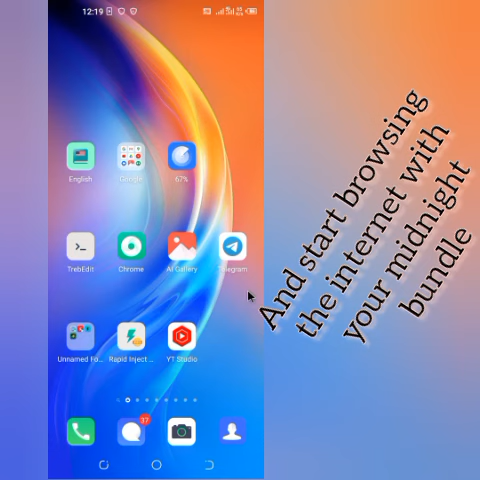 12:19
English
Google
67%
TrebEdit
Chrome
AI Gallery
Telegram
Unnamed Fo...
Rapid Inject ...
YT Studio
37
And start browsing
the internet with
your midnight
bundle